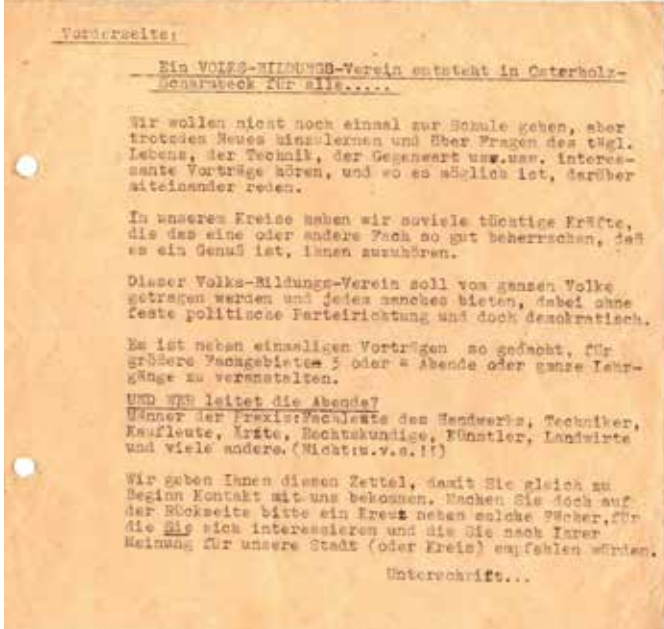 Vorderseite:
Ein VOLKS-BILDUNGS-Verein entsteht in Osterholz-
Scharmbeck für alle.....
Wir wollen nicht noch einmal zur Schule gehen, aber
trotzdem Neues hinzulernen und über Fragen des tägl.
Lebens, der Technik, der Gegenwart usw.usw. interes-
sante Vorträge hören, und wo es möglich ist, darüber
miteinander reden.
In unserem Kreise haben wir soviele tüchtige Kräfte,
die das eine oder andere Fach so gut beherrschen, daß
es ein Genuß ist, ihnen zuzuhören.
Dieser Volks-Bildungs-Verein soll vom ganzen Volke
getragen werden und jedem manches bieten, dabei ohne
feste politische Parteirichtung und doch demokratisch.
Es ist neben einmaligen Vorträgen so gedacht, für
größere Fachgebiete 3 oder Abende oder ganze Lehr-
gänge zu veranstalten.
UND WER leitet die Abende?
Männer der Praxis:Fachleute des Handwerks, Techniker,
Kaufleute, Ärzte, Rechtskundige, Künstler, Landwirte
und viele andere.(Nicht:u.v.a.!!)
Wir geben Ihnen diesen Zettel, damit Sie gleich zu
Beginn Kontakt mit uns bekommen. Machen Sie doch auf
der Rückseite bitte ein Kreuz neben solche Fächer,für
die Sie sich interessieren und die Sie nach Ihrer
Meinung für unsere Stadt (oder Kreis) empfehlen würden.
Unterschrift...